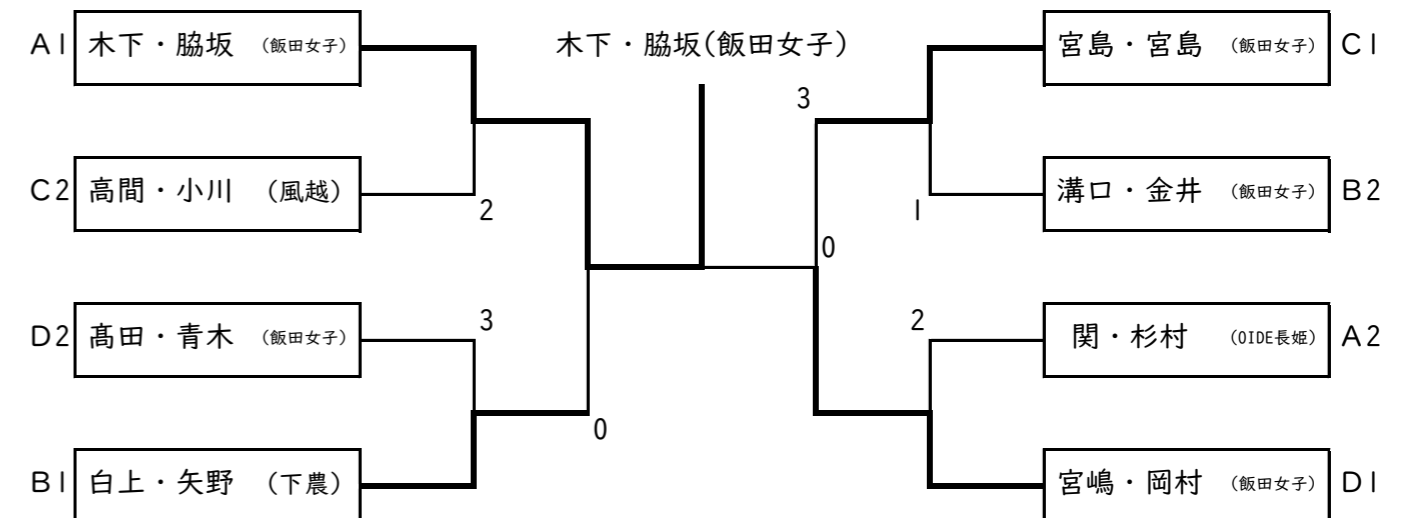 A1 木下・脇坂 (飯田女子)
木下・脇坂(飯田女子)
宮島・宮島 (飯田女子) C1
3
C2 高間・小川 (風越)
2
溝口・金井 (飯田女子) B2
1
0
D2 髙田・青木 (飯田女子)
3
2
関・杉村 (OIDE長姫) A2
0
B1 白上・矢野 (下農)
宮嶋・岡村 (飯田女子) D1